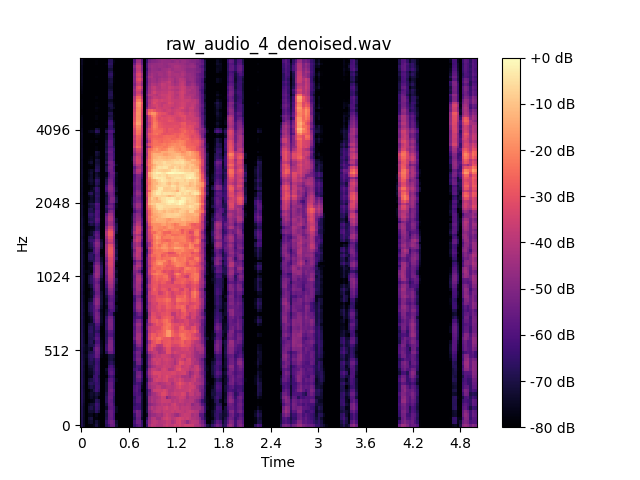 raw_audio_4_denoised.wav
Hz
4096
2048
1024
512
0
0 0.6 1.2 1.8 2.4 3 3.6 4.2 4.8
Time
+0 dB
-10 dB
-20 dB
-30 dB
-40 dB
-50 dB
-60 dB
-70 dB
-80 dB